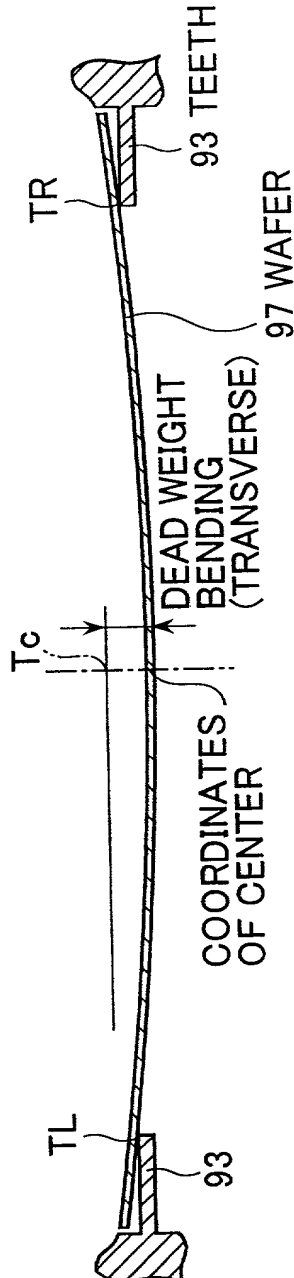 TL
Tc
TR
93
COORDINATES
OF CENTER
DEAD WEIGHT
BENDING
(TRANSVERSE)
97 WAFER
93 TEETH